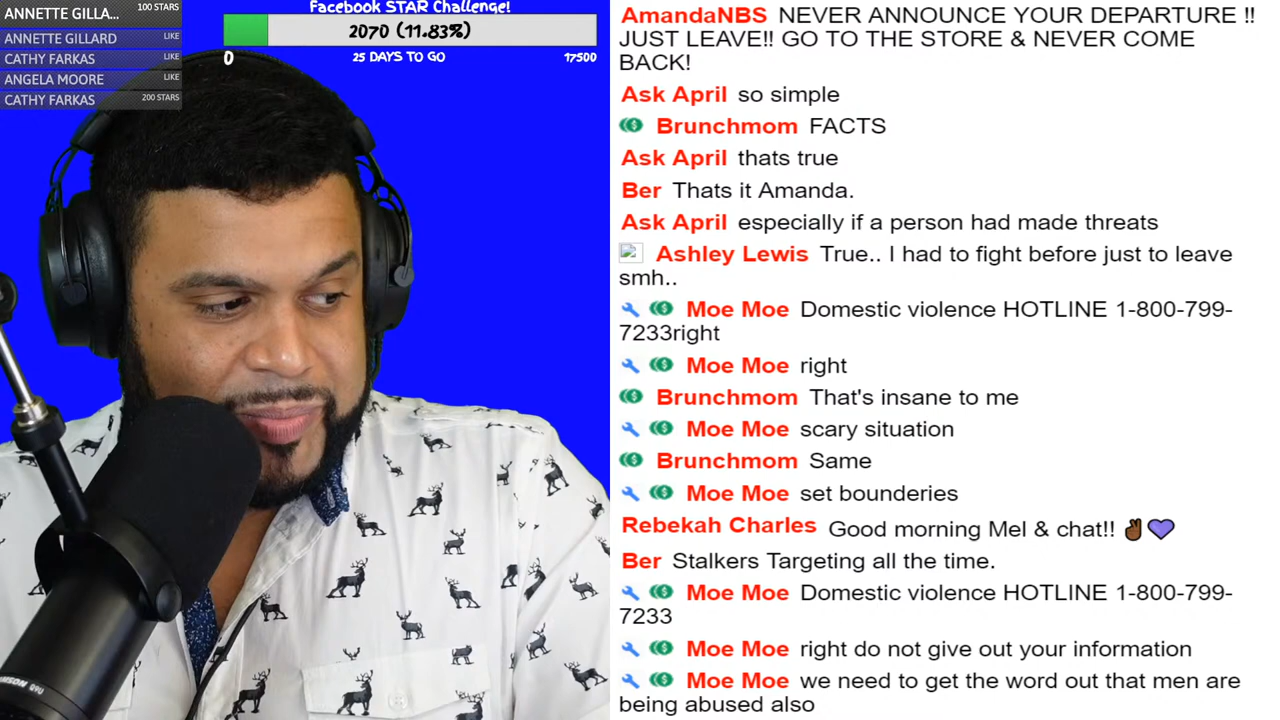 ANNETTE GILLA... 100 STARS
ANNETTE GILLARD LIKE
CATHY FARKAS LIKE
ANGELA MOORE LIKE
CATHY FARKAS 200 STARS
Facebook STAR Challenge!
2070 (11.83%)
0 25 DAYS TO GO 17500
AmandaNBS NEVER ANNOUNCE YOUR DEPARTURE !!
JUST LEAVE!! GO TO THE STORE & NEVER COME
BACK!
Ask April so simple
Brunchmom FACTS
Ask April thats true
Ber Thats it Amanda.
Ask April especially if a person had made threats
Ashley Lewis True.. I had to fight before just to leave
smh..
Moe Moe Domestic violence HOTLINE 1-800-799-
7233right
Moe Moe right
Brunchmom That's insane to me
Moe Moe scary situation
Brunchmom Same
Moe Moe set bounderies
Rebekah Charles Good morning Mel & chat!! ✌🏾💜
Ber Stalkers Targeting all the time.
Moe Moe Domestic violence HOTLINE 1-800-799-
7233
Moe Moe right do not give out your information
Moe Moe we need to get the word out that men are
being abused also